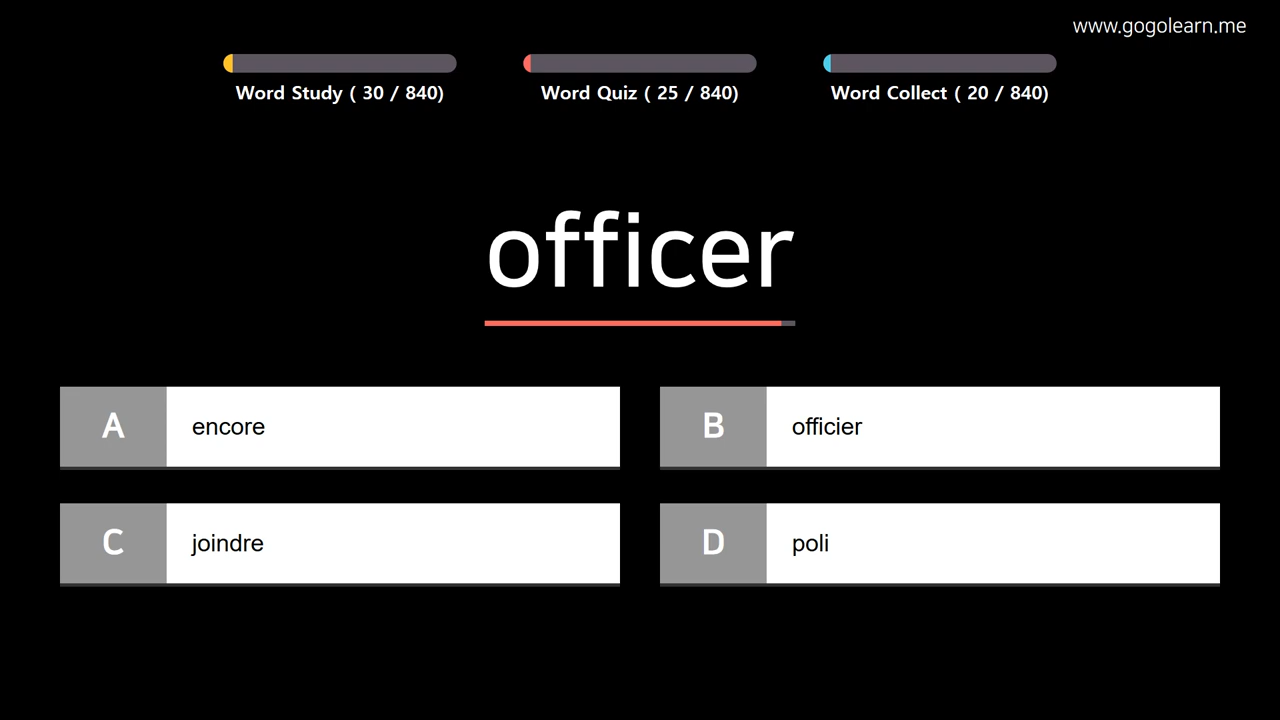 www.gogolearn.me
Word Study ( 30 / 840)
Word Quiz ( 25 / 840)
Word Collect ( 20 / 840)
officer
A encore
B officier
C joindre
D poli